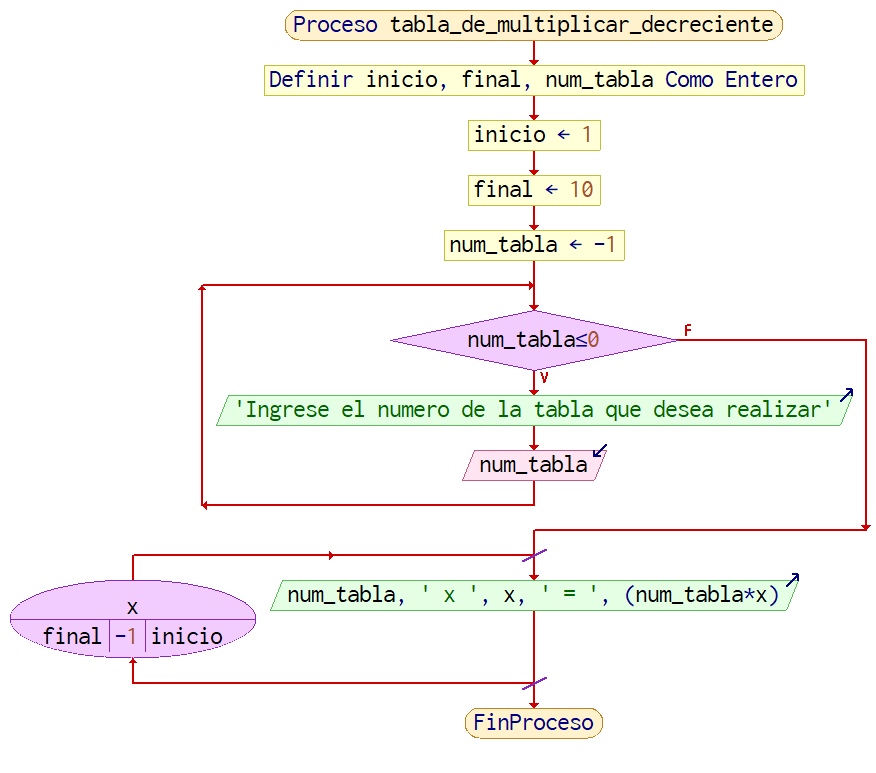 Proceso tabla_de_multiplicar_decreciente
Definir inicio, final, num_tabla Como Entero
inicio ← 1
final ← 10
num_tabla ← -1
num_tabla≤0
F
V
'Ingrese el numero de la tabla que desea realizar'
num_tabla
num_tabla, ' x ', x, ' = ', (num_tabla*x)
x
final -1 inicio
FinProceso